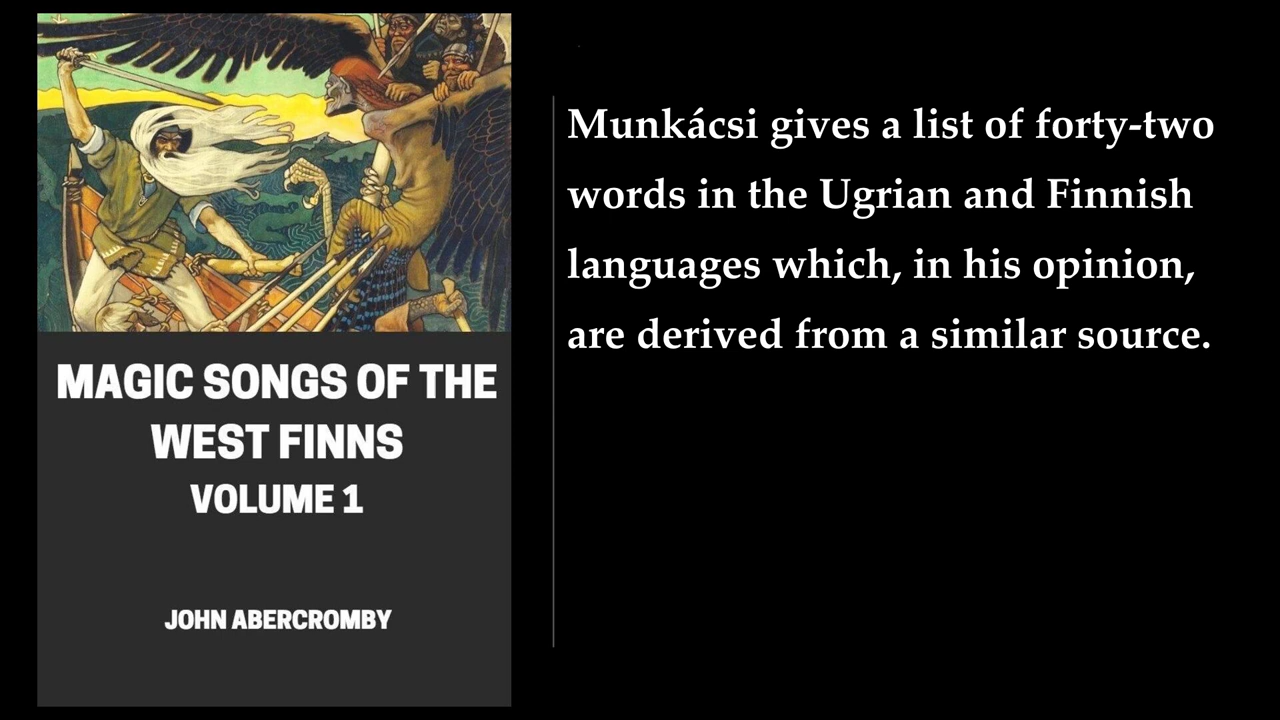 MAGIC SONGS OF THE
WEST FINNS
VOLUME 1
JOHN ABERCROMBY
Munkácsi gives a list of forty-two
words in the Ugrian and Finnish
languages which, in his opinion,
are derived from a similar source.